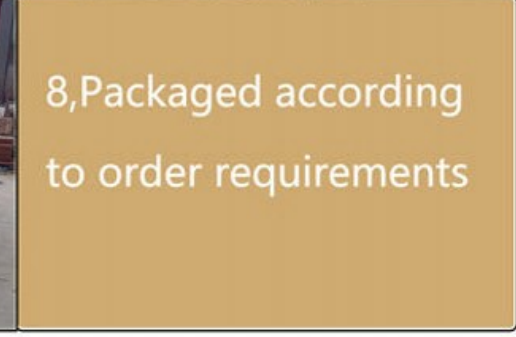 8,Packaged according
to order requirements